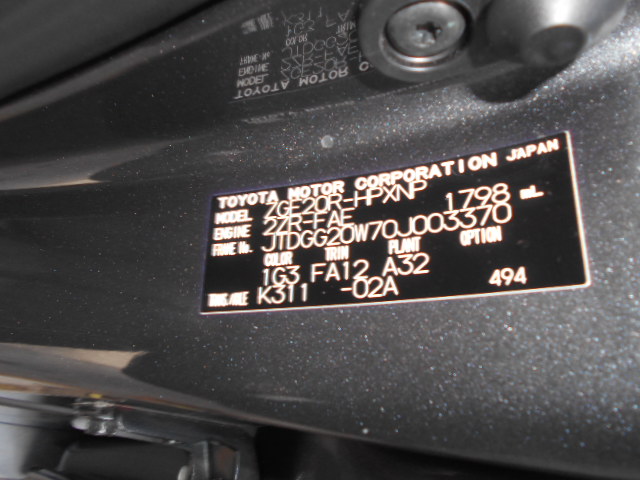 TOYOTA MOTOR CORPORATION JAPAN
MODEL ZGE20R-HPXNP
ENGINE 2ZR-FAE 1798 mL
FRAME No. JTDGG20W70J003370
COLOR TRIM PLANT OPTION
1G3 FA12 A32
TRANS/AXLE K311 -02A 494